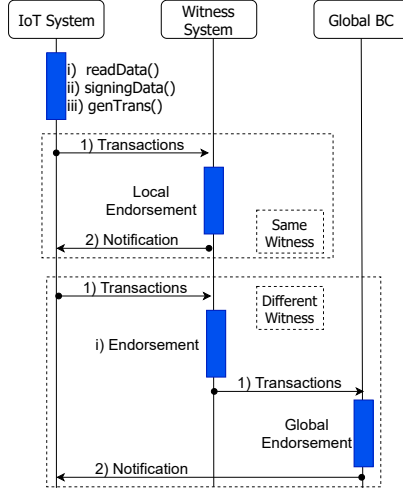 IoT System
Witness
System
Global BC
i) readData()
ii) signingData()
iii) genTrans()
1) Transactions
Local
Endorsement
Same
Witness
2) Notification
1) Transactions
Different
Witness
i) Endorsement
1) Transactions
Global
Endorsement
2) Notification